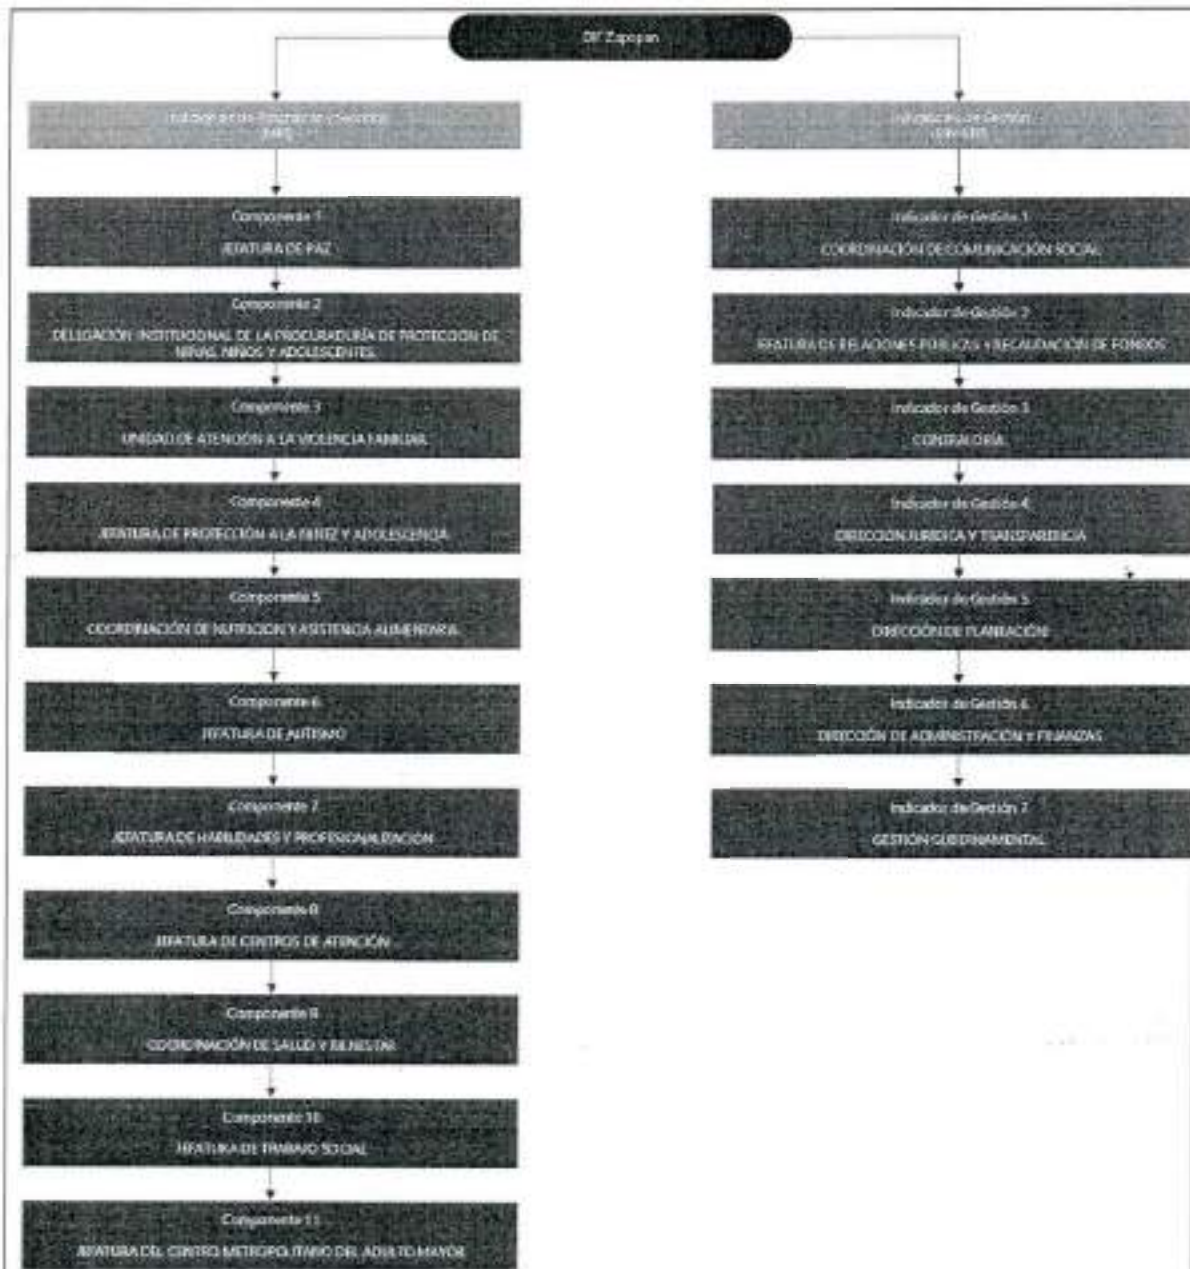 DIF Zapopan
Componente 1
JEFATURA DE PAZ
Componente 2
DELEGACIÓN INSTITUCIONAL DE LA PROCURADURÍA DE PROTECCIÓN DE
NIÑAS, NIÑOS Y ADOLESCENTES.
Componente 3
UNIDAD DE ATENCIÓN A LA VIOLENCIA FAMILIAR.
Componente 4
JEFATURA DE PROTECCIÓN A LA NIÑEZ Y ADOLESCENCIA
Componente 5
COORDINACIÓN DE NUTRICIÓN Y ASISTENCIA ALIMENTARIA.
Componente 6
JEFATURA DE AUTISMO
Componente 7
JEFATURA DE HABILIDADES Y PROFESIONALIZACIÓN
Componente 8
JEFATURA DE CENTROS DE ATENCIÓN
Componente 9
COORDINACIÓN DE SALUD Y BIENESTAR
Componente 10
JEFATURA DE TRABAJO SOCIAL
Componente 11
JEFATURA DEL CENTRO METROPOLITANO DEL ADULTO MAYOR
Indicadores de Gestión
Indicador de Gestión 1
COORDINACIÓN DE COMUNICACIÓN SOCIAL
Indicador de Gestión 2
JEFATURA DE RELACIONES PÚBLICAS Y RECAUDACIÓN DE FONDOS
Indicador de Gestión 3
CONTRALORÍA
Indicador de Gestión 4
DIRECCIÓN JURÍDICA Y TRANSPARENCIA
Indicador de Gestión 5
DIRECCIÓN DE PLANEACIÓN
Indicador de Gestión 6
DIRECCIÓN DE ADMINISTRACIÓN Y FINANZAS
Indicador de Gestión 7
GESTIÓN GUBERNAMENTAL